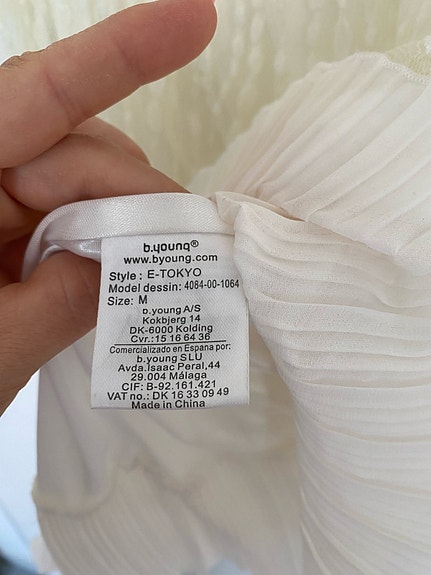 b.young®
www.byoung.com
Style : E-TOKYO
Model dessin: 4084-00-1064
Size: M
b.young A/S
Kokbjerg 14
DK-6000 Kolding
Cvr.:15 16 64 36
Comercializado en Espana por:
b.young SLU
Avda.Isaac Peral,44
29.004 Málaga
CIF: B-92.161.421
VAT no.: DK 16 33 09 49
Made in China